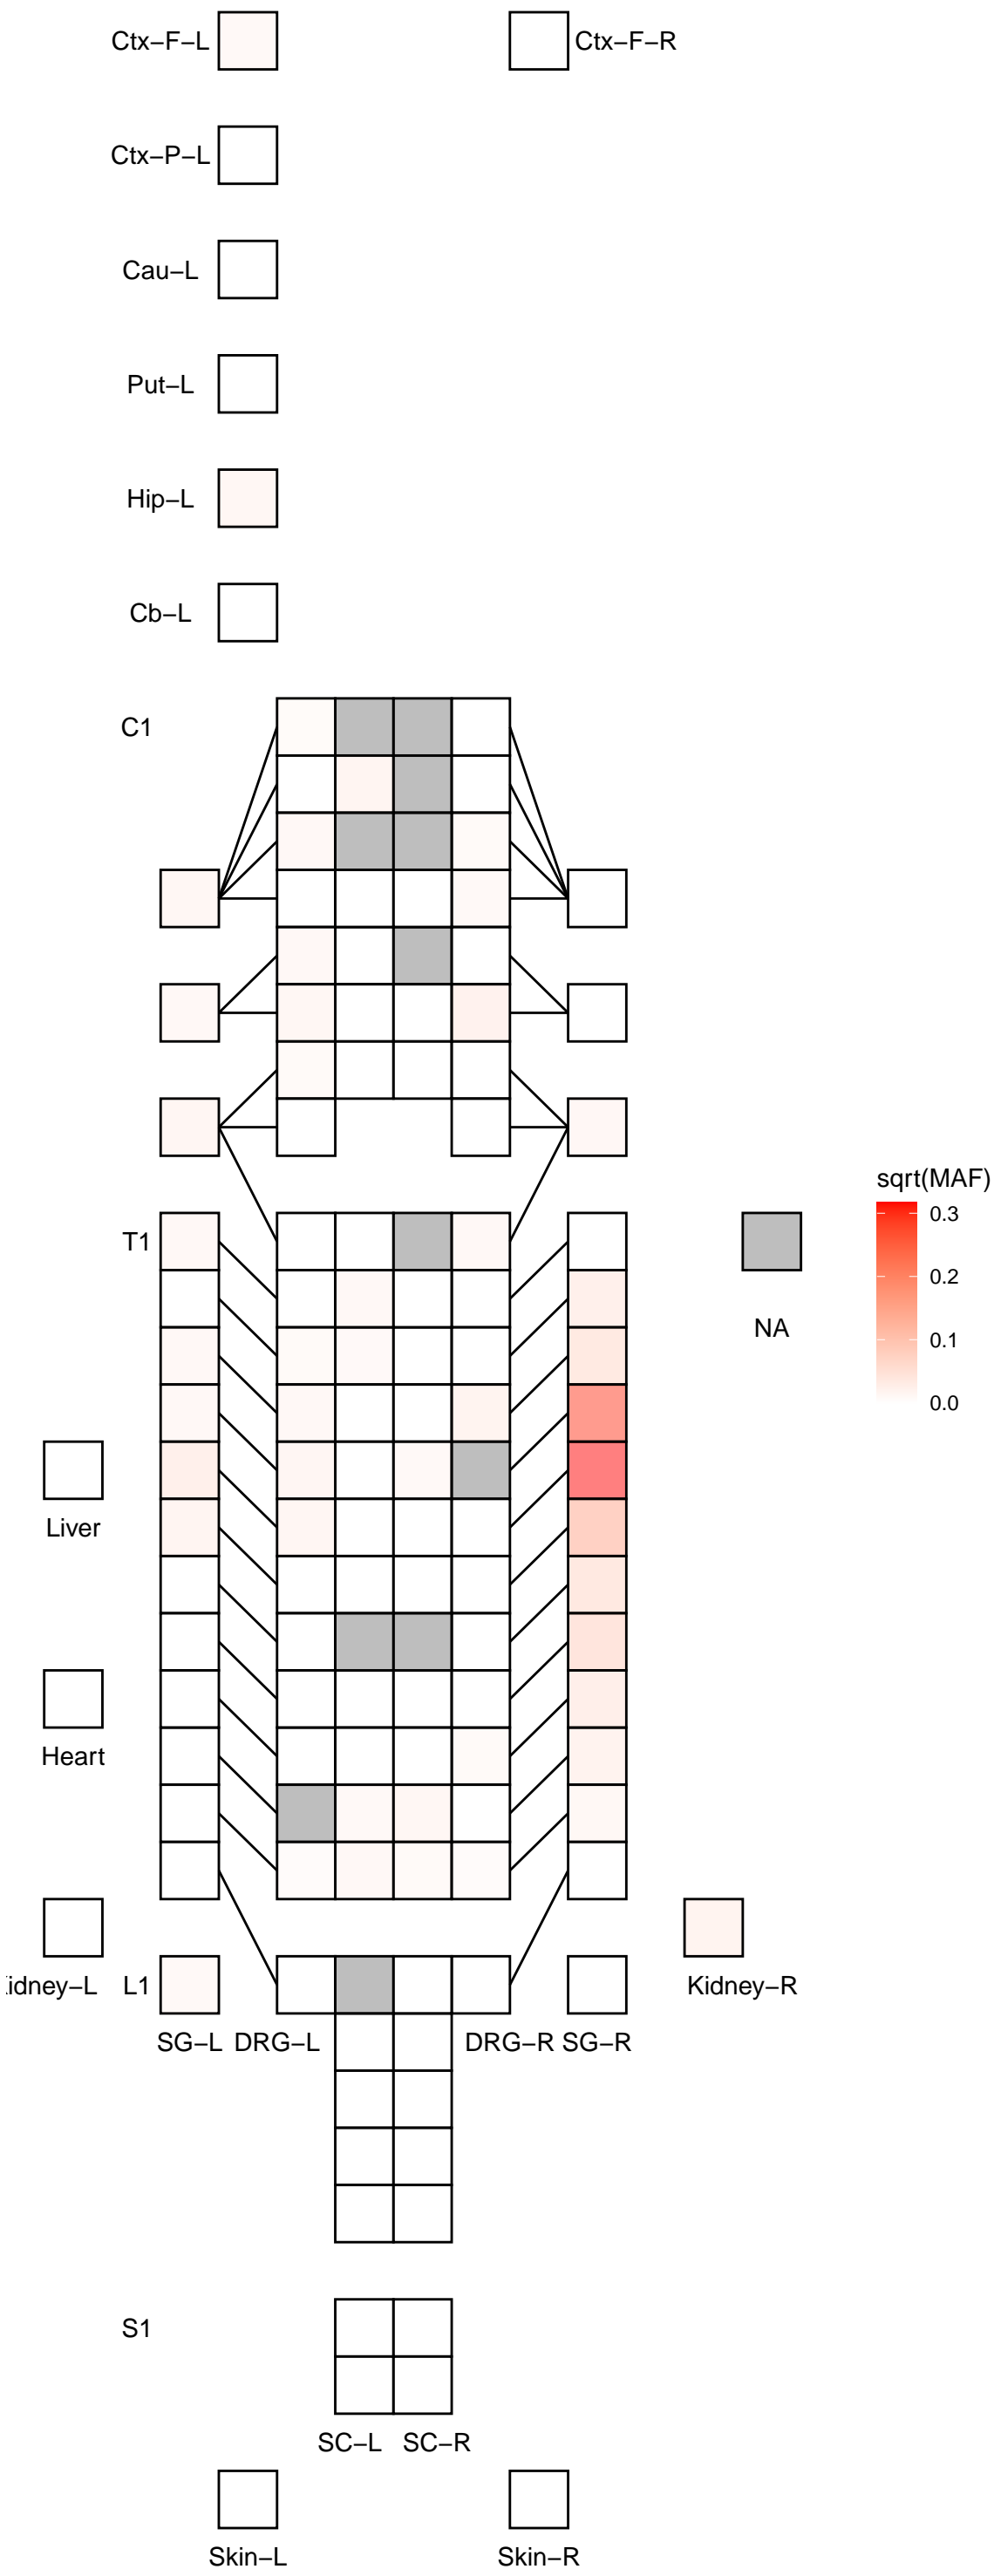 Ctx–F–L
Ctx–F–R
Ctx–P–L
Cau–L
Put–L
Hip–L
Cb–L
C1
sqrt(MAF)
0.3
0.2
0.1
0.0
T1
NA
Liver
Heart
idney–L
L1
Kidney–R
SG–L
DRG–L
DRG–R
SG–R
S1
SC–L
SC–R
Skin–L
Skin–R